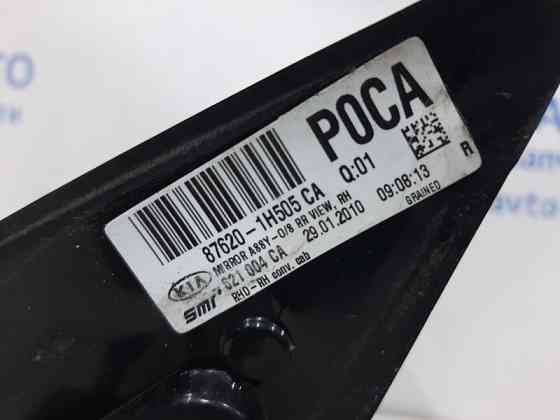 POCA
87620-1H505 CA Q:01
MIRROR ASSY-O/S RR VIEW, RH
KIA 621 004 CA 29.01.2010 09:08:13
smr RHD-RH conv. cab GRAINED
R